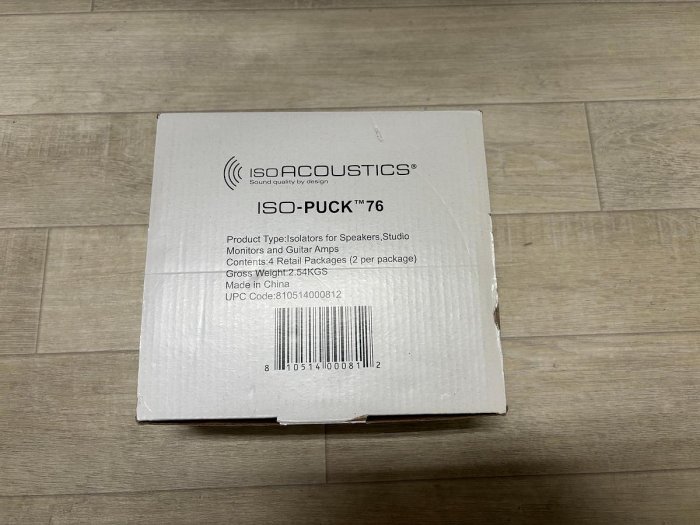 ISOACOUSTICS®
Sound quality by design
ISO-PUCK™76
Product Type:Isolators for Speakers,Studio
Monitors and Guitar Amps
Contents:4 Retail Packages (2 per package)
Gross Weight:2.54KGS
Made in China
UPC Code:810514000812
8 10514 00081 2